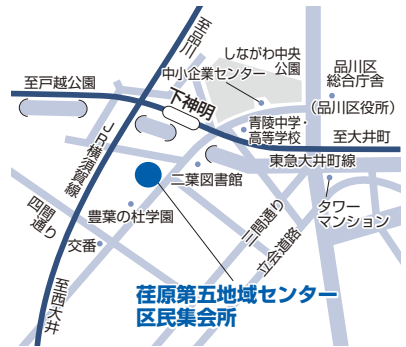 至品川
しながわ中央
公園
中小企業センター
品川区
総合庁舎
(品川区役所)
至戸越公園
下神明
青稜中学・
高等学校
至大井町
東急大井町線
JR横須賀線
二葉図書館
タワー
マンション
四間通り
豊葉の杜学園
三間通り
立会道路
交番
至西大井
荏原第五地域センター
区民集会所